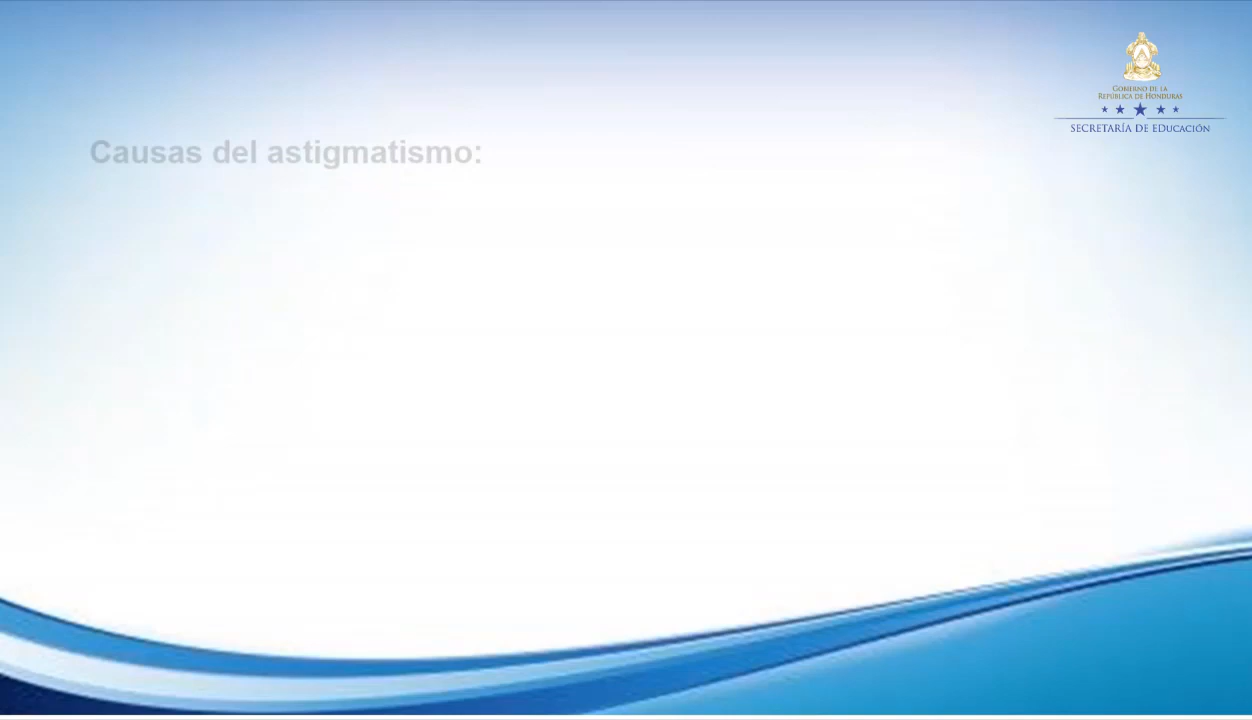 GOBIERNO DE LA
REPÚBLICA DE HONDURAS
SECRETARÍA DE EDUCACIÓN
Causas del astigmatismo: